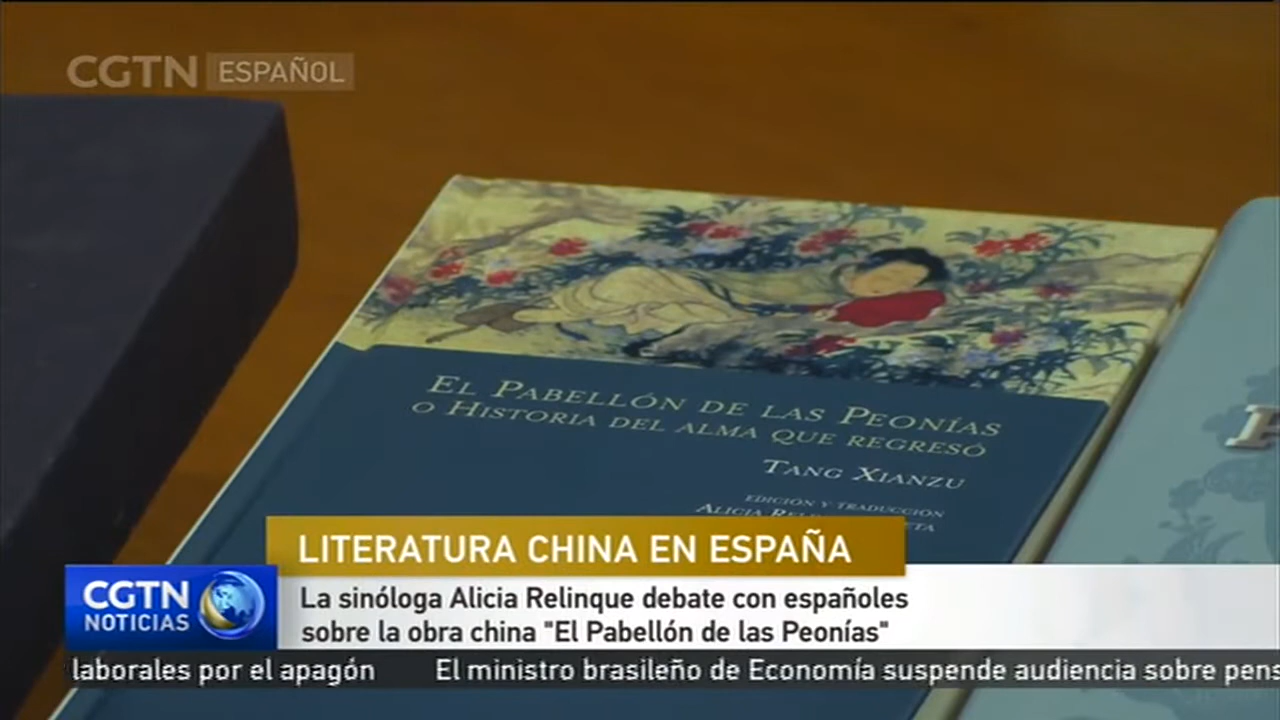 CGTN ESPAÑOL
EL PABELLÓN DE LAS PEONÍAS
O HISTORIA DEL ALMA QUE REGRESÓ
TANG XIANZU
EDICIÓN Y TRADUCCIÓN
ALICIA
LITERATURA CHINA EN ESPAÑA
CGTN
NOTICIAS
La sinóloga Alicia Relinque debate con españoles
sobre la obra china "El Pabellón de las Peonías"
laborales por el apagón El ministro brasileño de Economía suspende audiencia sobre pens